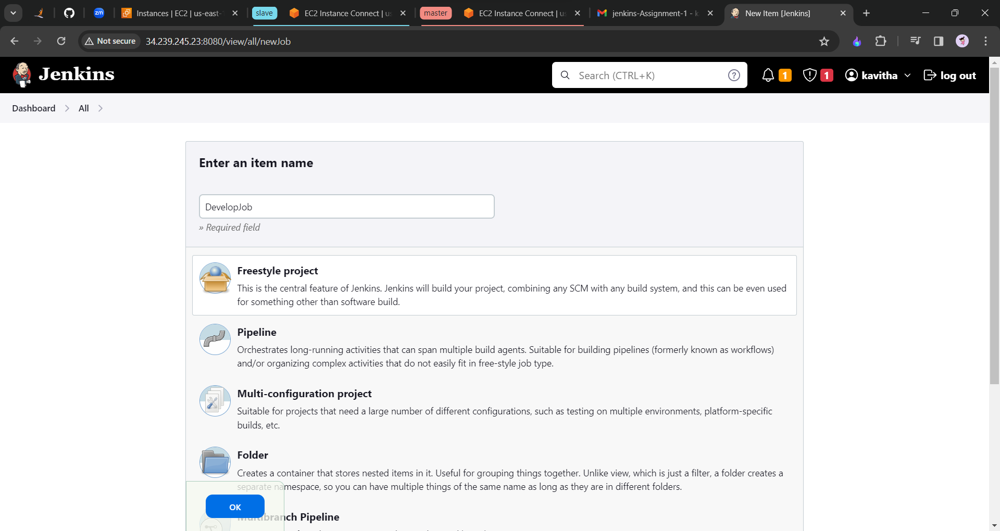 zm
Instances | EC2 | us-east-1
slave
EC2 Instance Connect | us
master
EC2 Instance Connect | us
jenkins-Assignment-1 - k
New Item [Jenkins]
Not secure
34.239.245.23:8080/view/all/newJob
Jenkins
Search (CTRL+K)
?
1
1
kavitha
log out
Dashboard
All
Enter an item name
DevelopJob
» Required field
Freestyle project
This is the central feature of Jenkins. Jenkins will build your project, combining any SCM with any build system, and this can be even used
for something other than software build.
Pipeline
Orchestrates long-running activities that can span multiple build agents. Suitable for building pipelines (formerly known as workflows)
and/or organizing complex activities that do not easily fit in free-style job type.
Multi-configuration project
Suitable for projects that need a large number of different configurations, such as testing on multiple environments, platform-specific
builds, etc.
Folder
Creates a container that stores nested items in it. Useful for grouping things together. Unlike view, which is just a filter, a folder creates a
separate namespace, so you can have multiple things of the same name as long as they are in different folders.
OK
Multibranch Pipeline